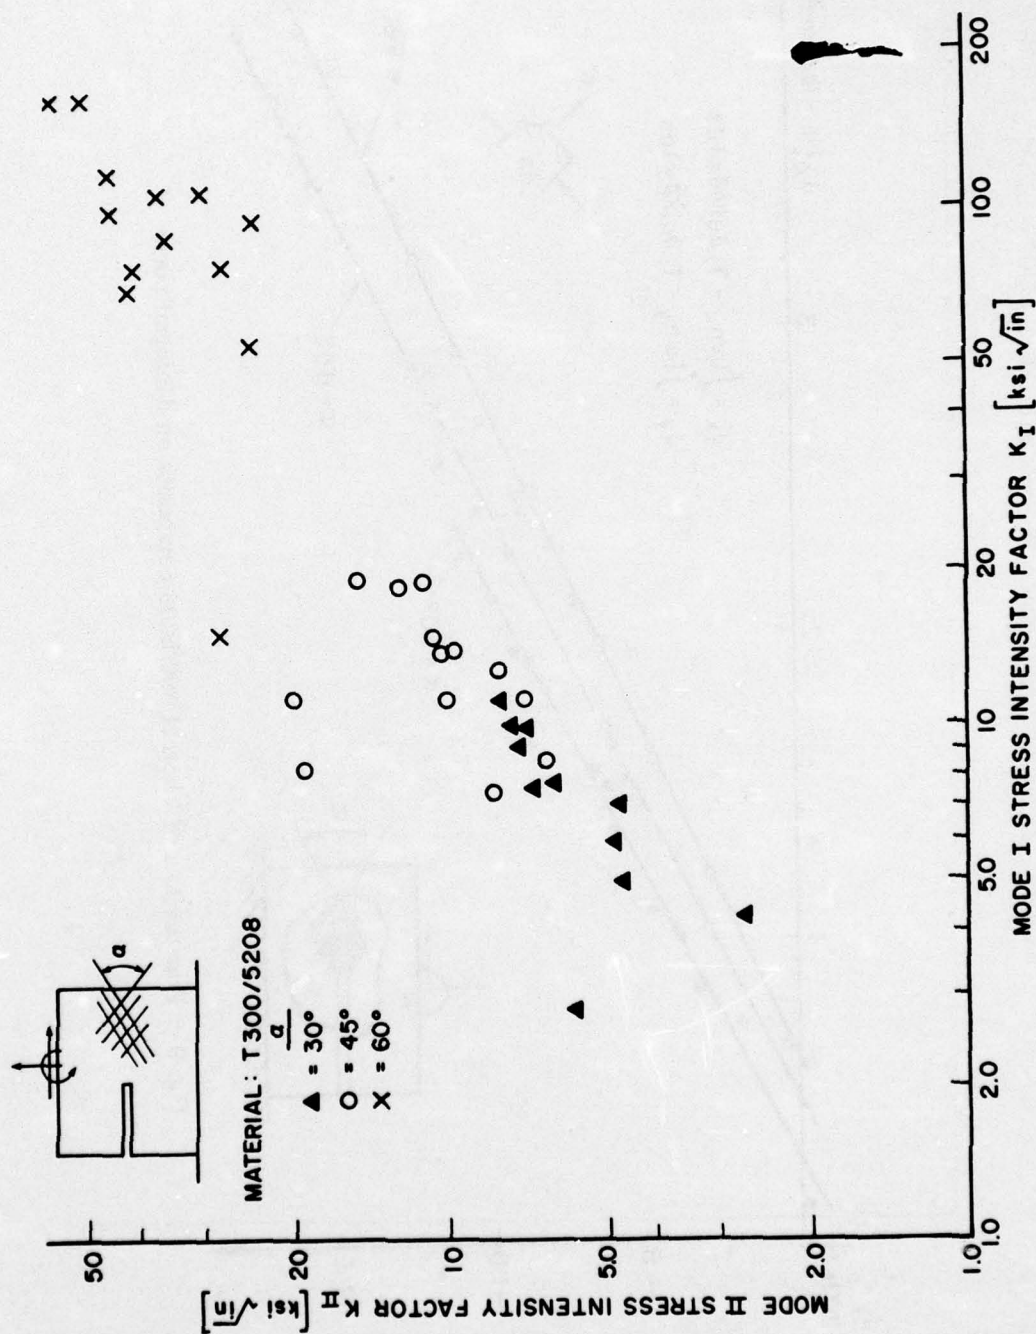 α
MATERIAL: T300/5208
α
▲ = 30°
O = 45°
× = 60°
MODE II STRESS INTENSITY FACTOR K_II [ksi √in]
50
20
10
5.0
2.0
1.0
1.0
2.0
5.0
10
20
50
100
200
MODE I STRESS INTENSITY FACTOR K_I [ksi √in]